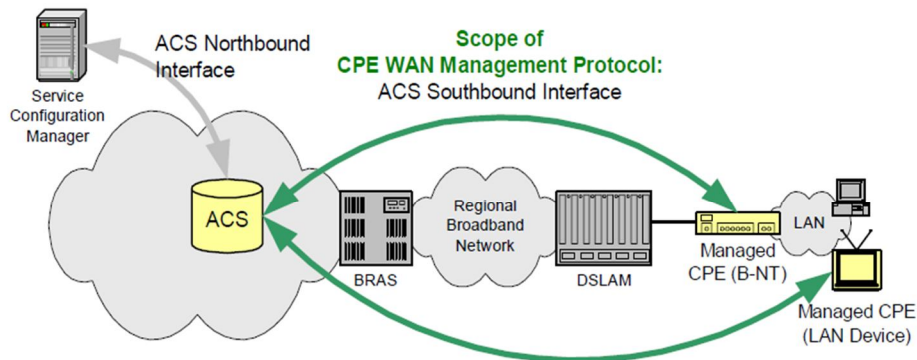 ACS Northbound
Interface
Scope of
CPE WAN Management Protocol:
ACS Southbound Interface
Service
Configuration
Manager
ACS
Regional
Broadband
Network
LAN
BRAS
DSLAM
Managed
CPE (B-NT)
Managed CPE
(LAN Device)